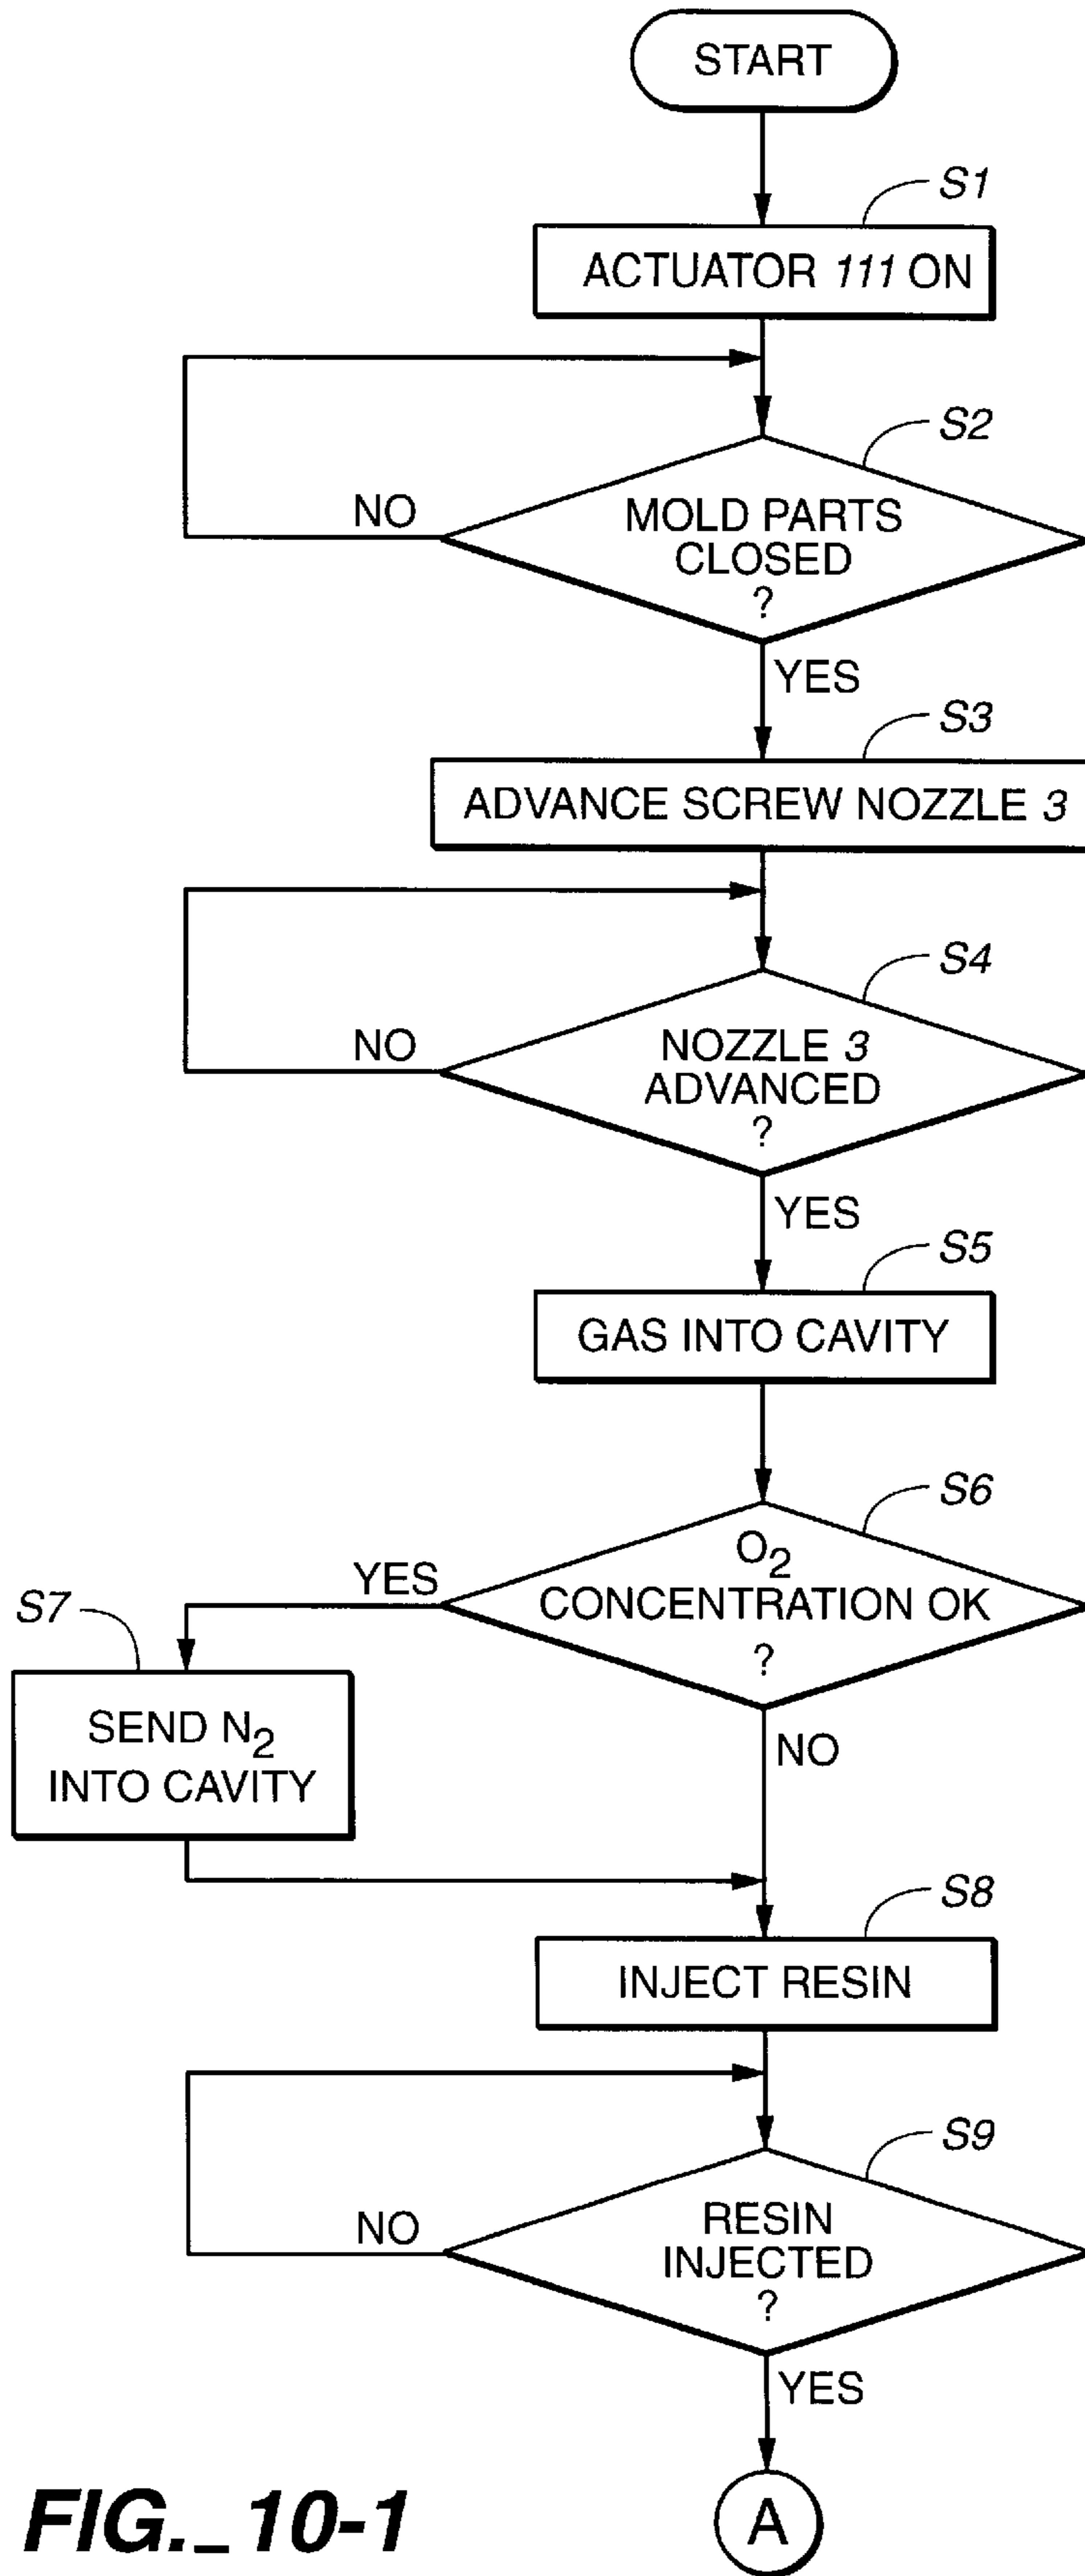 START
S1
ACTUATOR 111 ON
S2
NO
MOLD PARTS
CLOSED
?
YES
S3
ADVANCE SCREW NOZZLE 3
S4
NO
NOZZLE 3
ADVANCED
?
YES
S5
GAS INTO CAVITY
S6
YES
O2
CONCENTRATION OK
?
S7
SEND N2
INTO CAVITY
NO
S8
INJECT RESIN
S9
NO
RESIN
INJECTED
?
YES
A
FIG._10-1